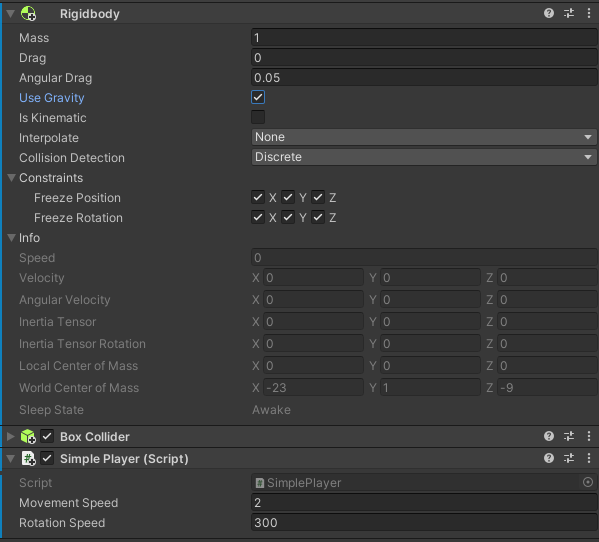 Rigidbody
Mass 1
Drag 0
Angular Drag 0.05
Use Gravity
Is Kinematic
Interpolate None
Collision Detection Discrete
Constraints
Freeze Position X Y Z
Freeze Rotation X Y Z
Info
Speed 0
Velocity X 0 Y 0 Z 0
Angular Velocity X 0 Y 0 Z 0
Inertia Tensor X 0 Y 0 Z 0
Inertia Tensor Rotation X 0 Y 0 Z 0
Local Center of Mass X 0 Y 0 Z 0
World Center of Mass X -23 Y 1 Z -9
Sleep State Awake
Box Collider
# Simple Player (Script)
Script # SimplePlayer
Movement Speed 2
Rotation Speed 300